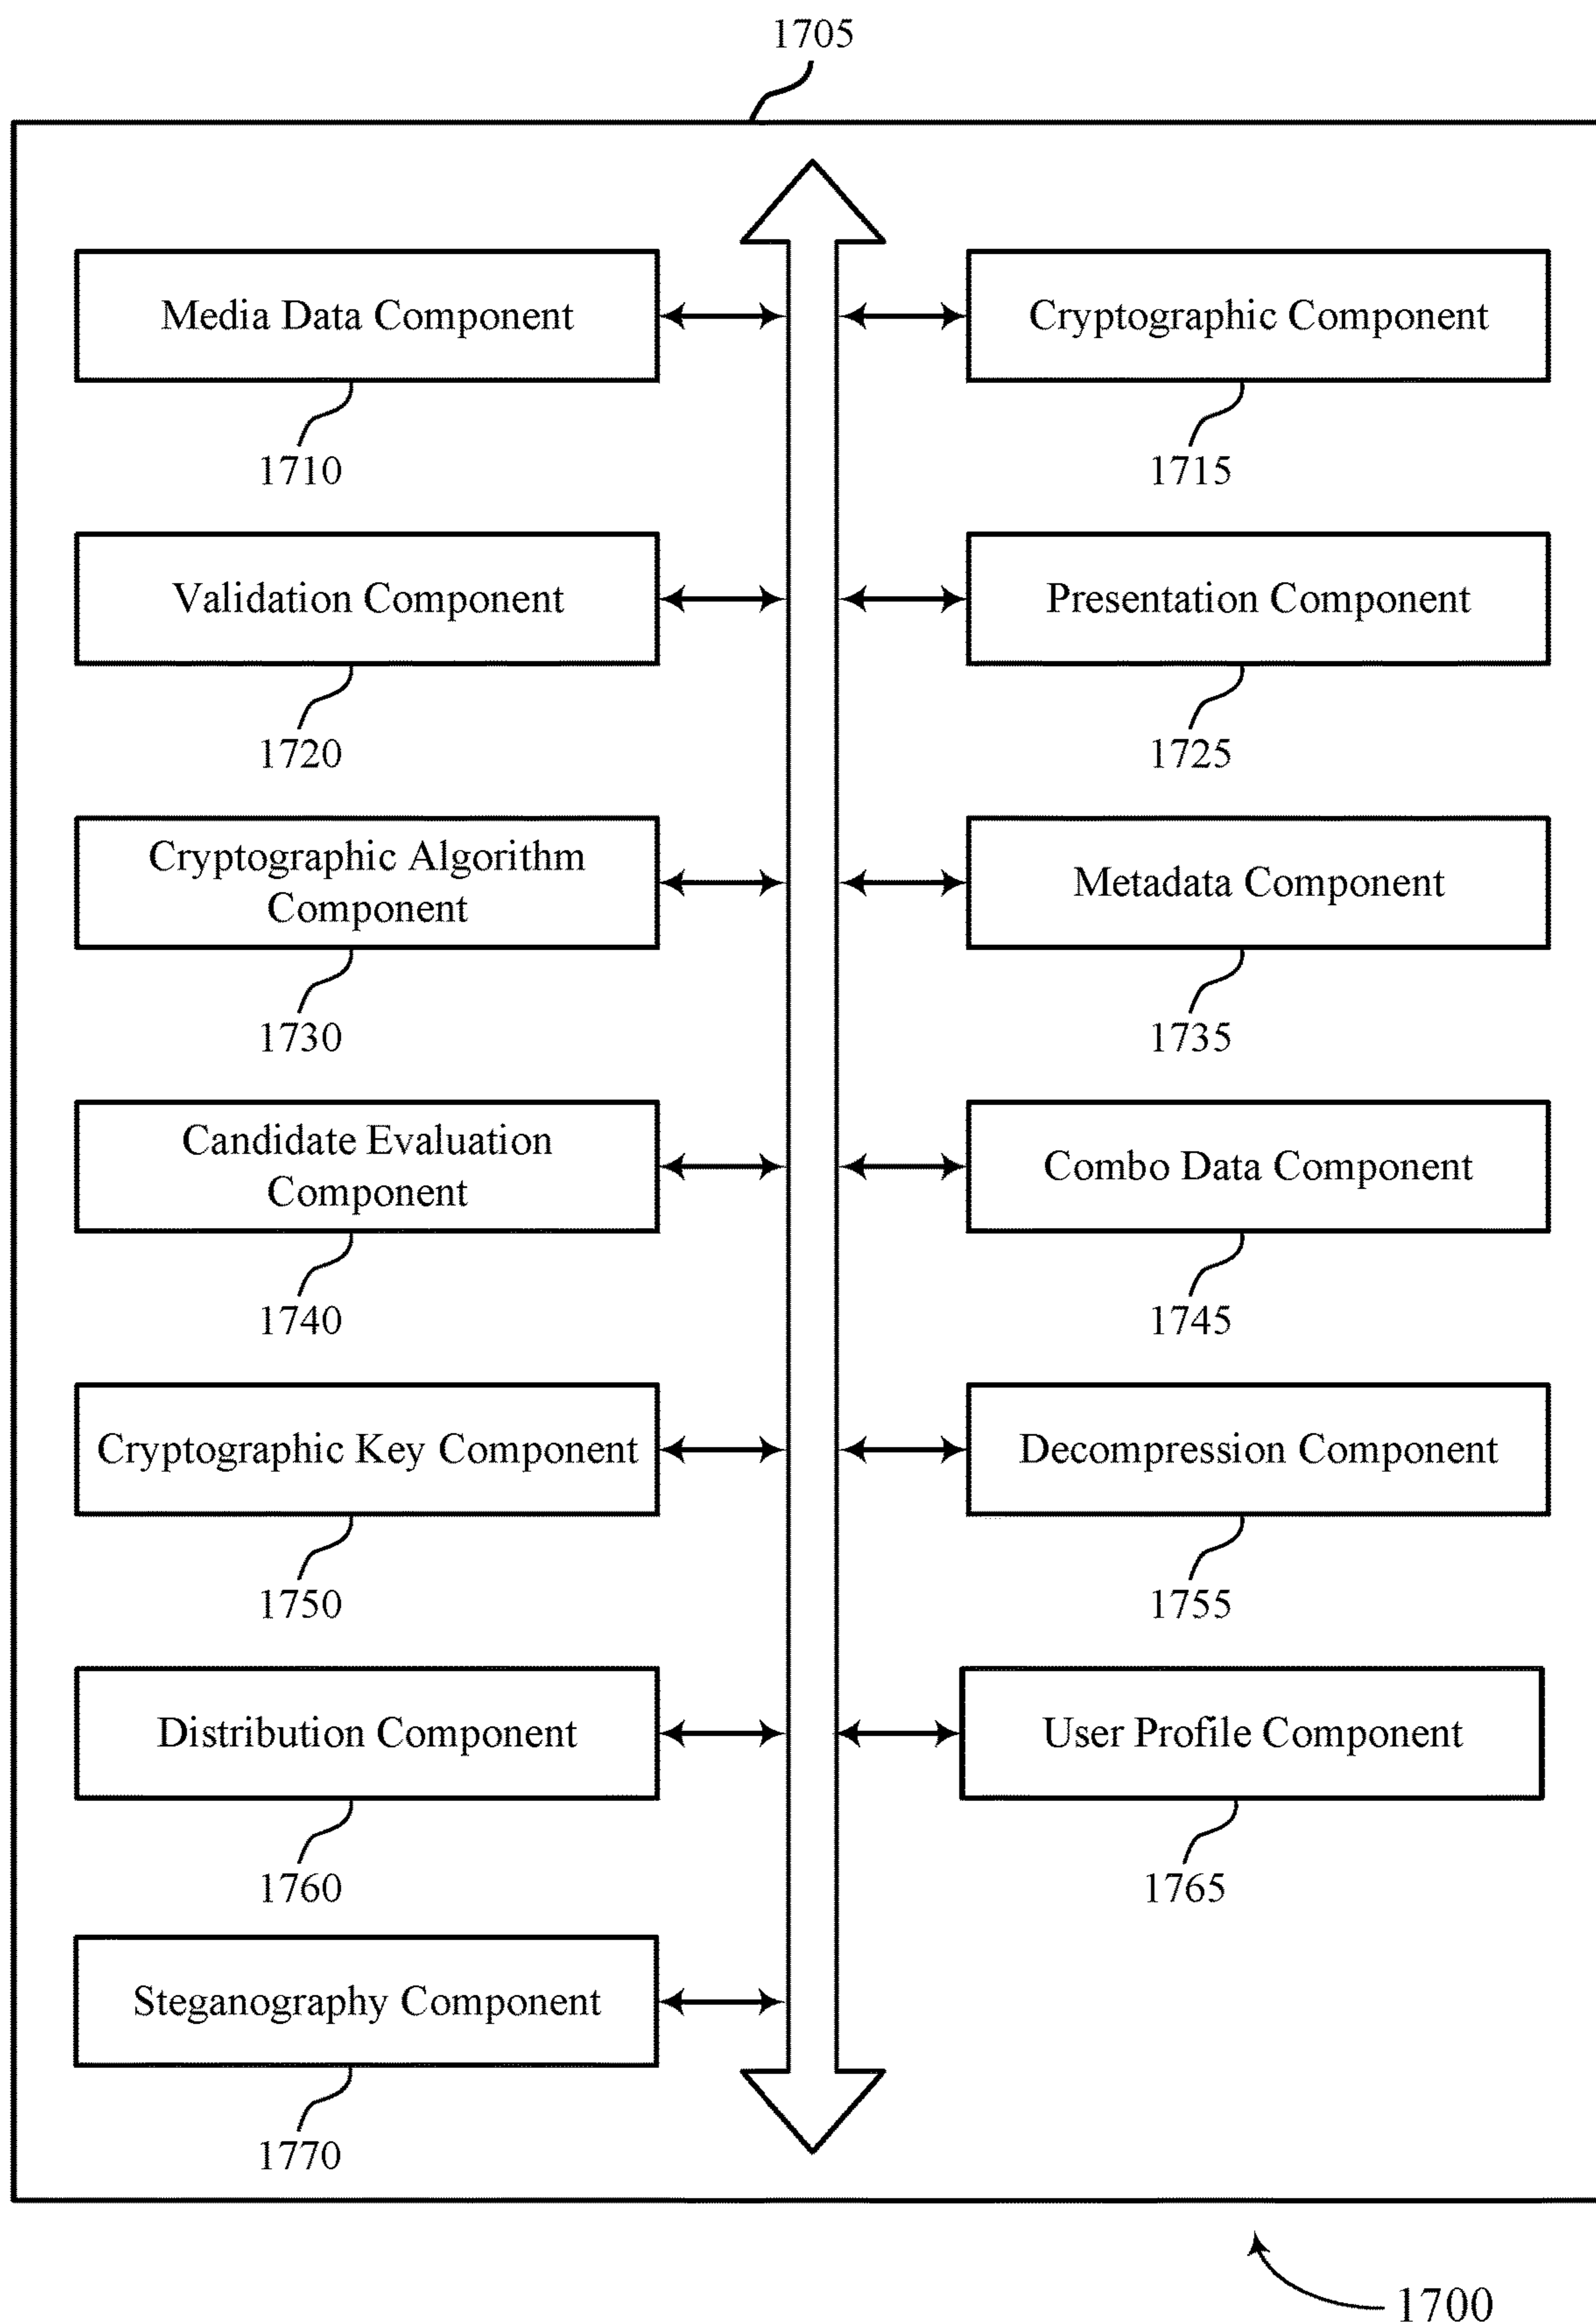 1705
Media Data Component
Cryptographic Component
1710
1715
Validation Component
Presentation Component
1720
1725
Cryptographic Algorithm
Component
Metadata Component
1730
1735
Candidate Evaluation
Component
Combo Data Component
1740
1745
Cryptographic Key Component
Decompression Component
1750
1755
Distribution Component
User Profile Component
1760
1765
Steganography Component
1770
1700